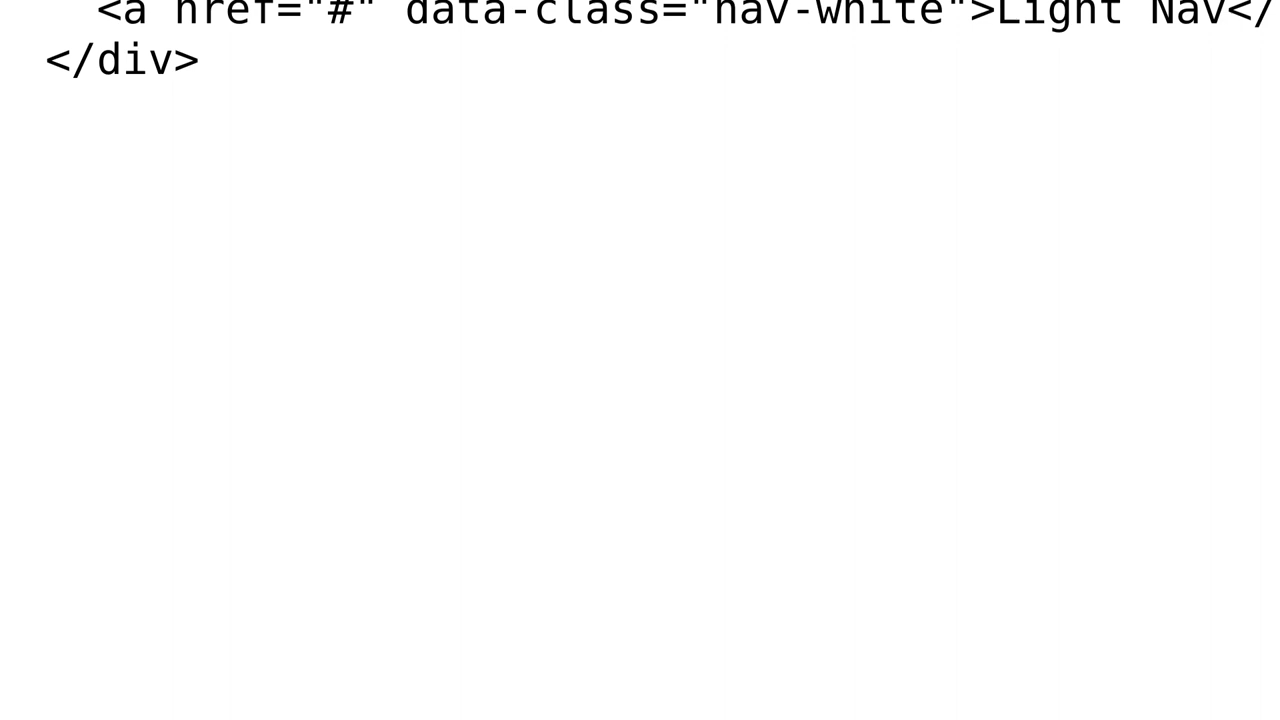 <a href="#" data-class="nav-white">Light Nav</
</div>